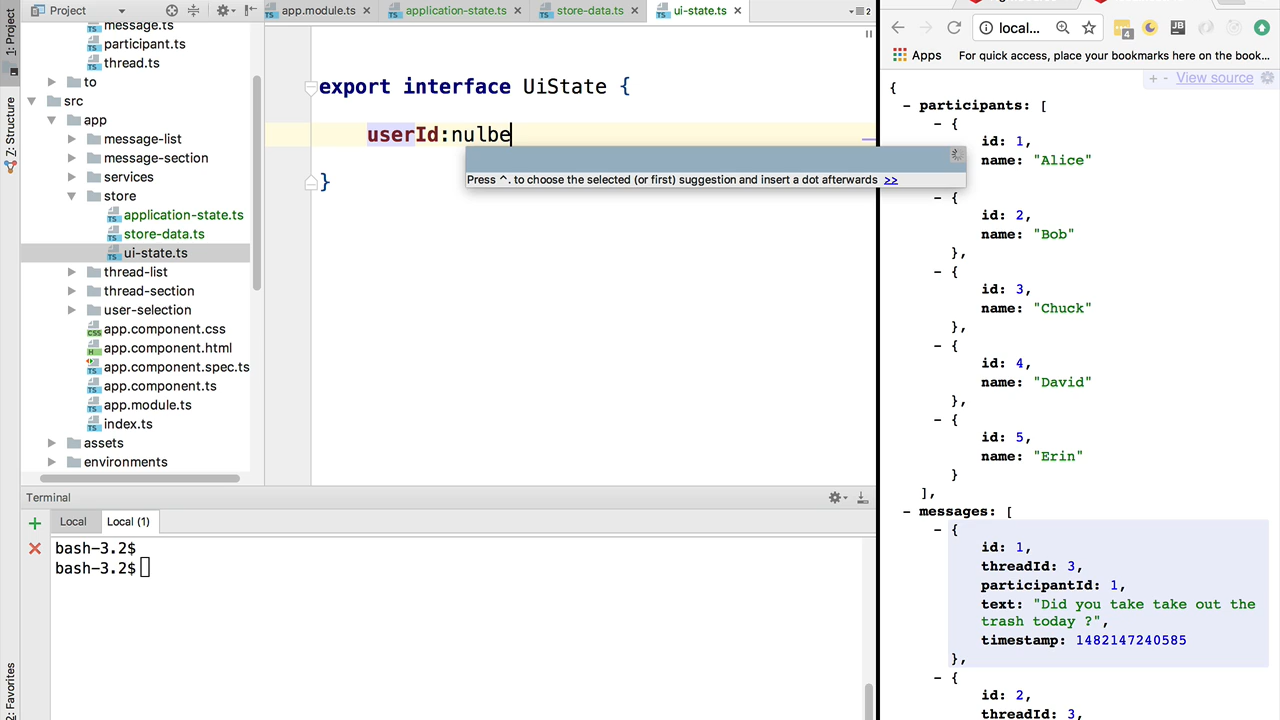 1: Project
Z: Structure
2: Favorites
Project
message.ts
participant.ts
thread.ts
to
src
app
message-list
message-section
services
store
application-state.ts
store-data.ts
ui-state.ts
thread-list
thread-section
user-selection
app.component.css
app.component.html
app.component.spec.ts
app.component.ts
app.module.ts
index.ts
assets
environments
app.module.ts
application-state.ts
store-data.ts
ui-state.ts
export interface UiState {
userId:nulbe
Press ^. to choose the selected (or first) suggestion and insert a dot afterwards >>
}
Terminal
Local
Local (1)
bash-3.2$
bash-3.2$
local...
4
JB
Apps
For quick access, place your bookmarks here on the book...
+ - View source
{
- participants: [
- {
id: 1,
name: "Alice"
},
- {
id: 2,
name: "Bob"
},
- {
id: 3,
name: "Chuck"
},
- {
id: 4,
name: "David"
},
- {
id: 5,
name: "Erin"
}
],
- messages: [
- {
id: 1,
threadId: 3,
participantId: 1,
text: "Did you take take out the
trash today ?",
timestamp: 1482147240585
},
- {
id: 2,
threadId: 3,